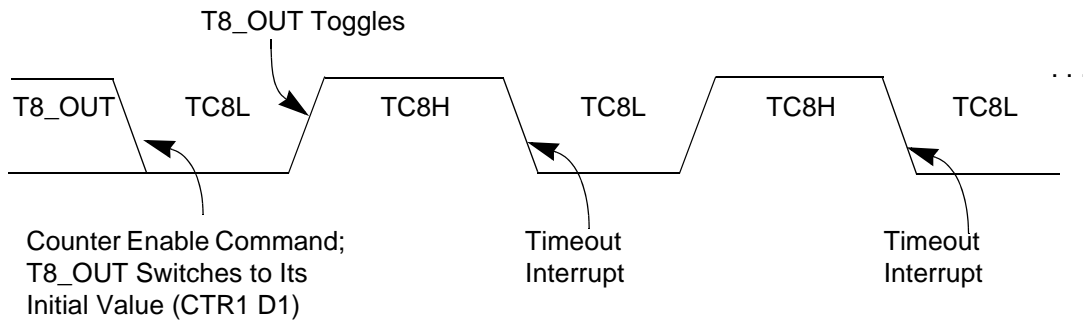 T8_OUT Toggles
. . .
T8_OUT TC8L TC8H TC8L TC8H TC8L
Counter Enable Command;
T8_OUT Switches to Its
Initial Value (CTR1 D1)
Timeout
Interrupt
Timeout
Interrupt